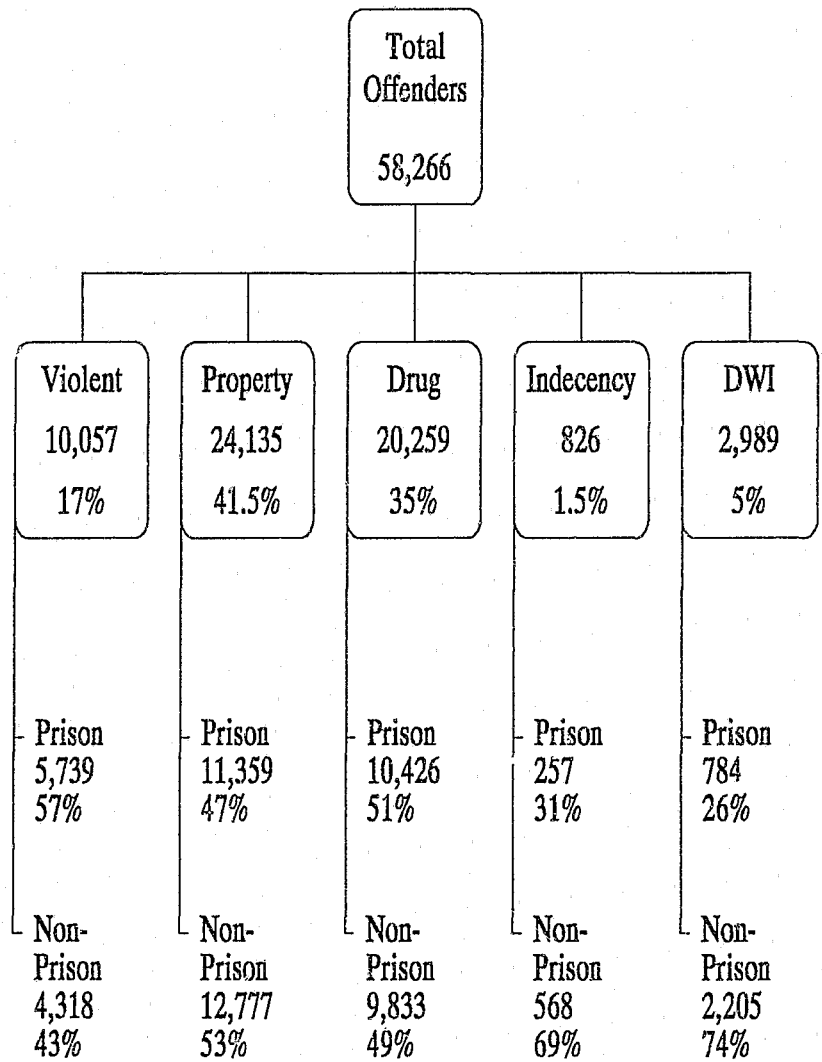 Total
Offenders
58,266
Violent
10,057
17%
Property
24,135
41.5%
Drug
20,259
35%
Indecency
826
1.5%
DWI
2,989
5%
Prison
5,739
57%
Prison
11,359
47%
Prison
10,426
51%
Prison
257
31%
Prison
784
26%
Non-
Prison
4,318
43%
Non-
Prison
12,777
53%
Non-
Prison
9,833
49%
Non-
Prison
568
69%
Non-
Prison
2,205
74%